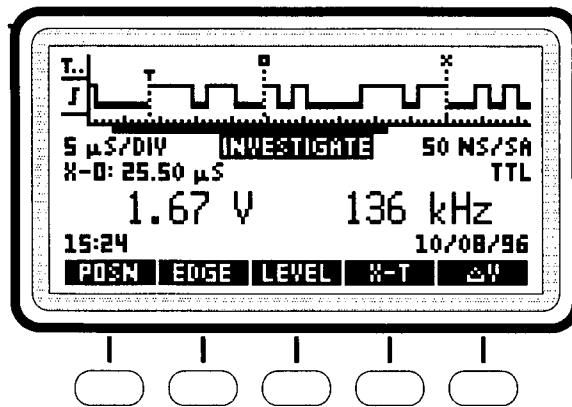 T..
T O X
5 µS/DIV INVESTIGATE 50 NS/SA
X-O: 25.50 µS TTL
1.67 V 136 kHz
15:24 10/08/96
POSN EDGE LEVEL X-T △V